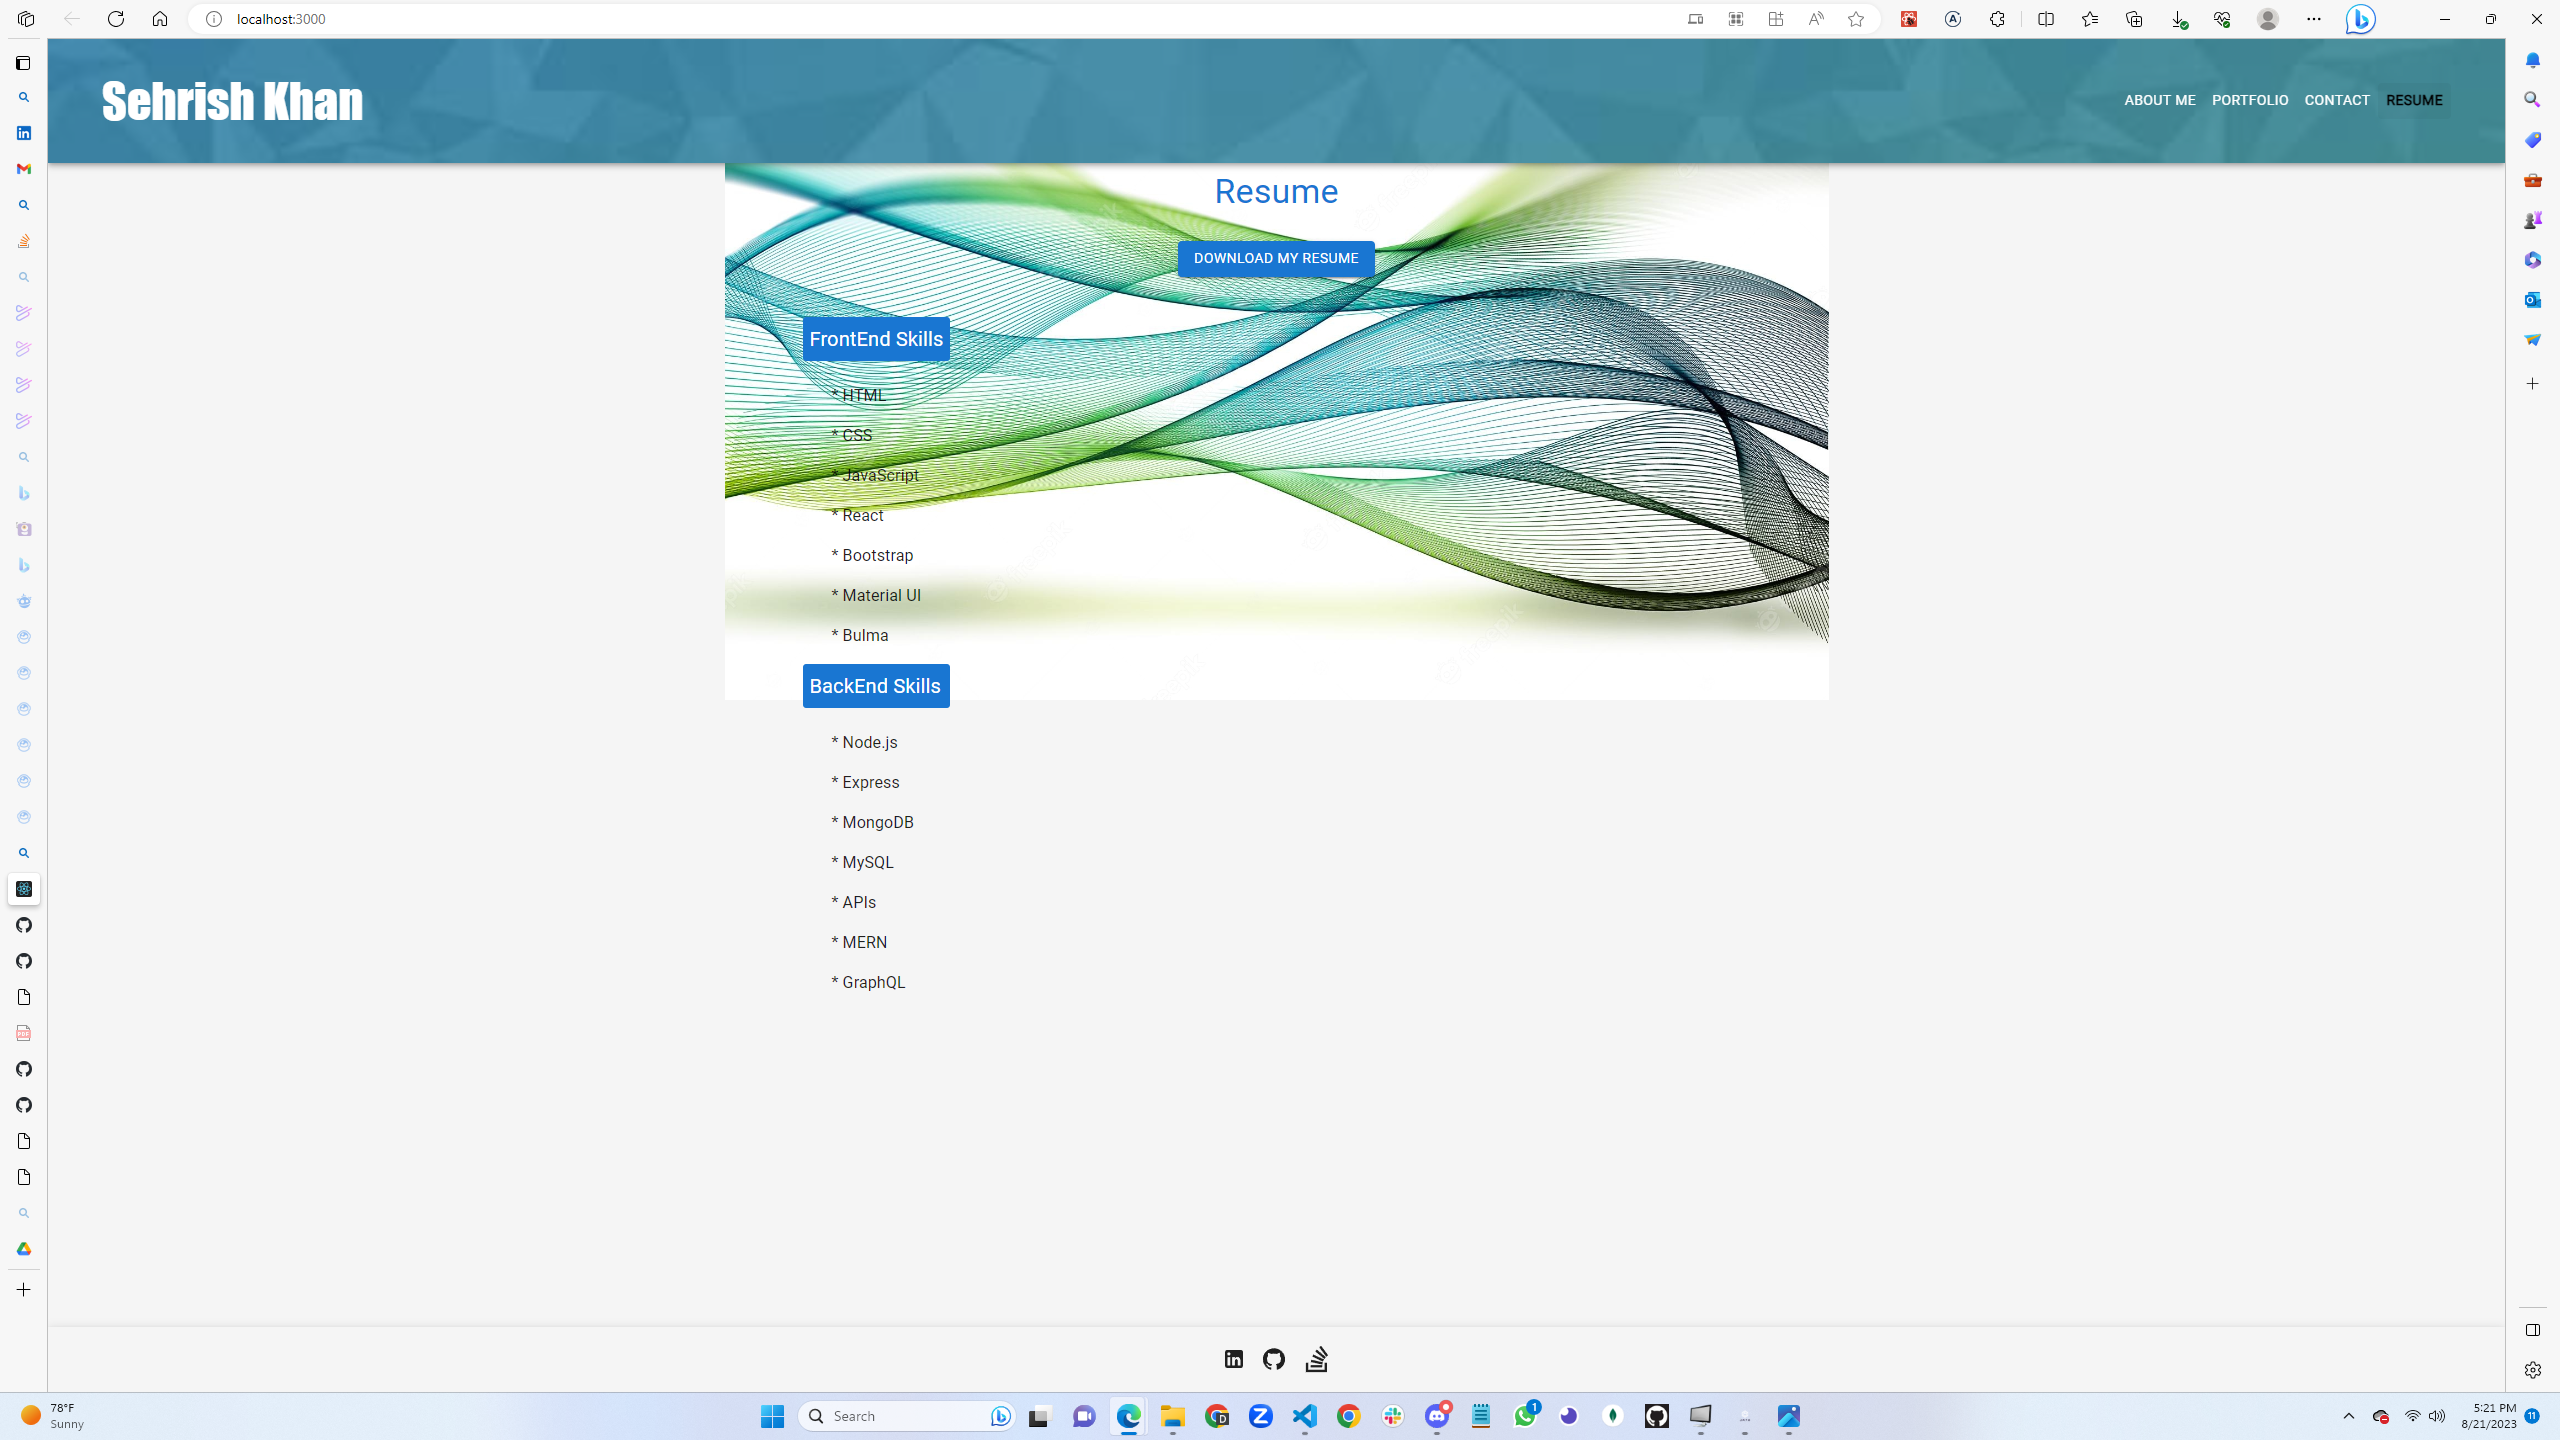 localhost:3000
Sehrish Khan
ABOUT ME PORTFOLIO CONTACT RESUME
Resume
DOWNLOAD MY RESUME
FrontEnd Skills
* HTML
* CSS
* JavaScript
* React
* Bootstrap
* Material UI
* Bulma
BackEnd Skills
* Node.js
* Express
* MongoDB
* MySQL
* APIs
* MERN
* GraphQL
78°F
Sunny
Search
1
5:21 PM
8/21/2023
11